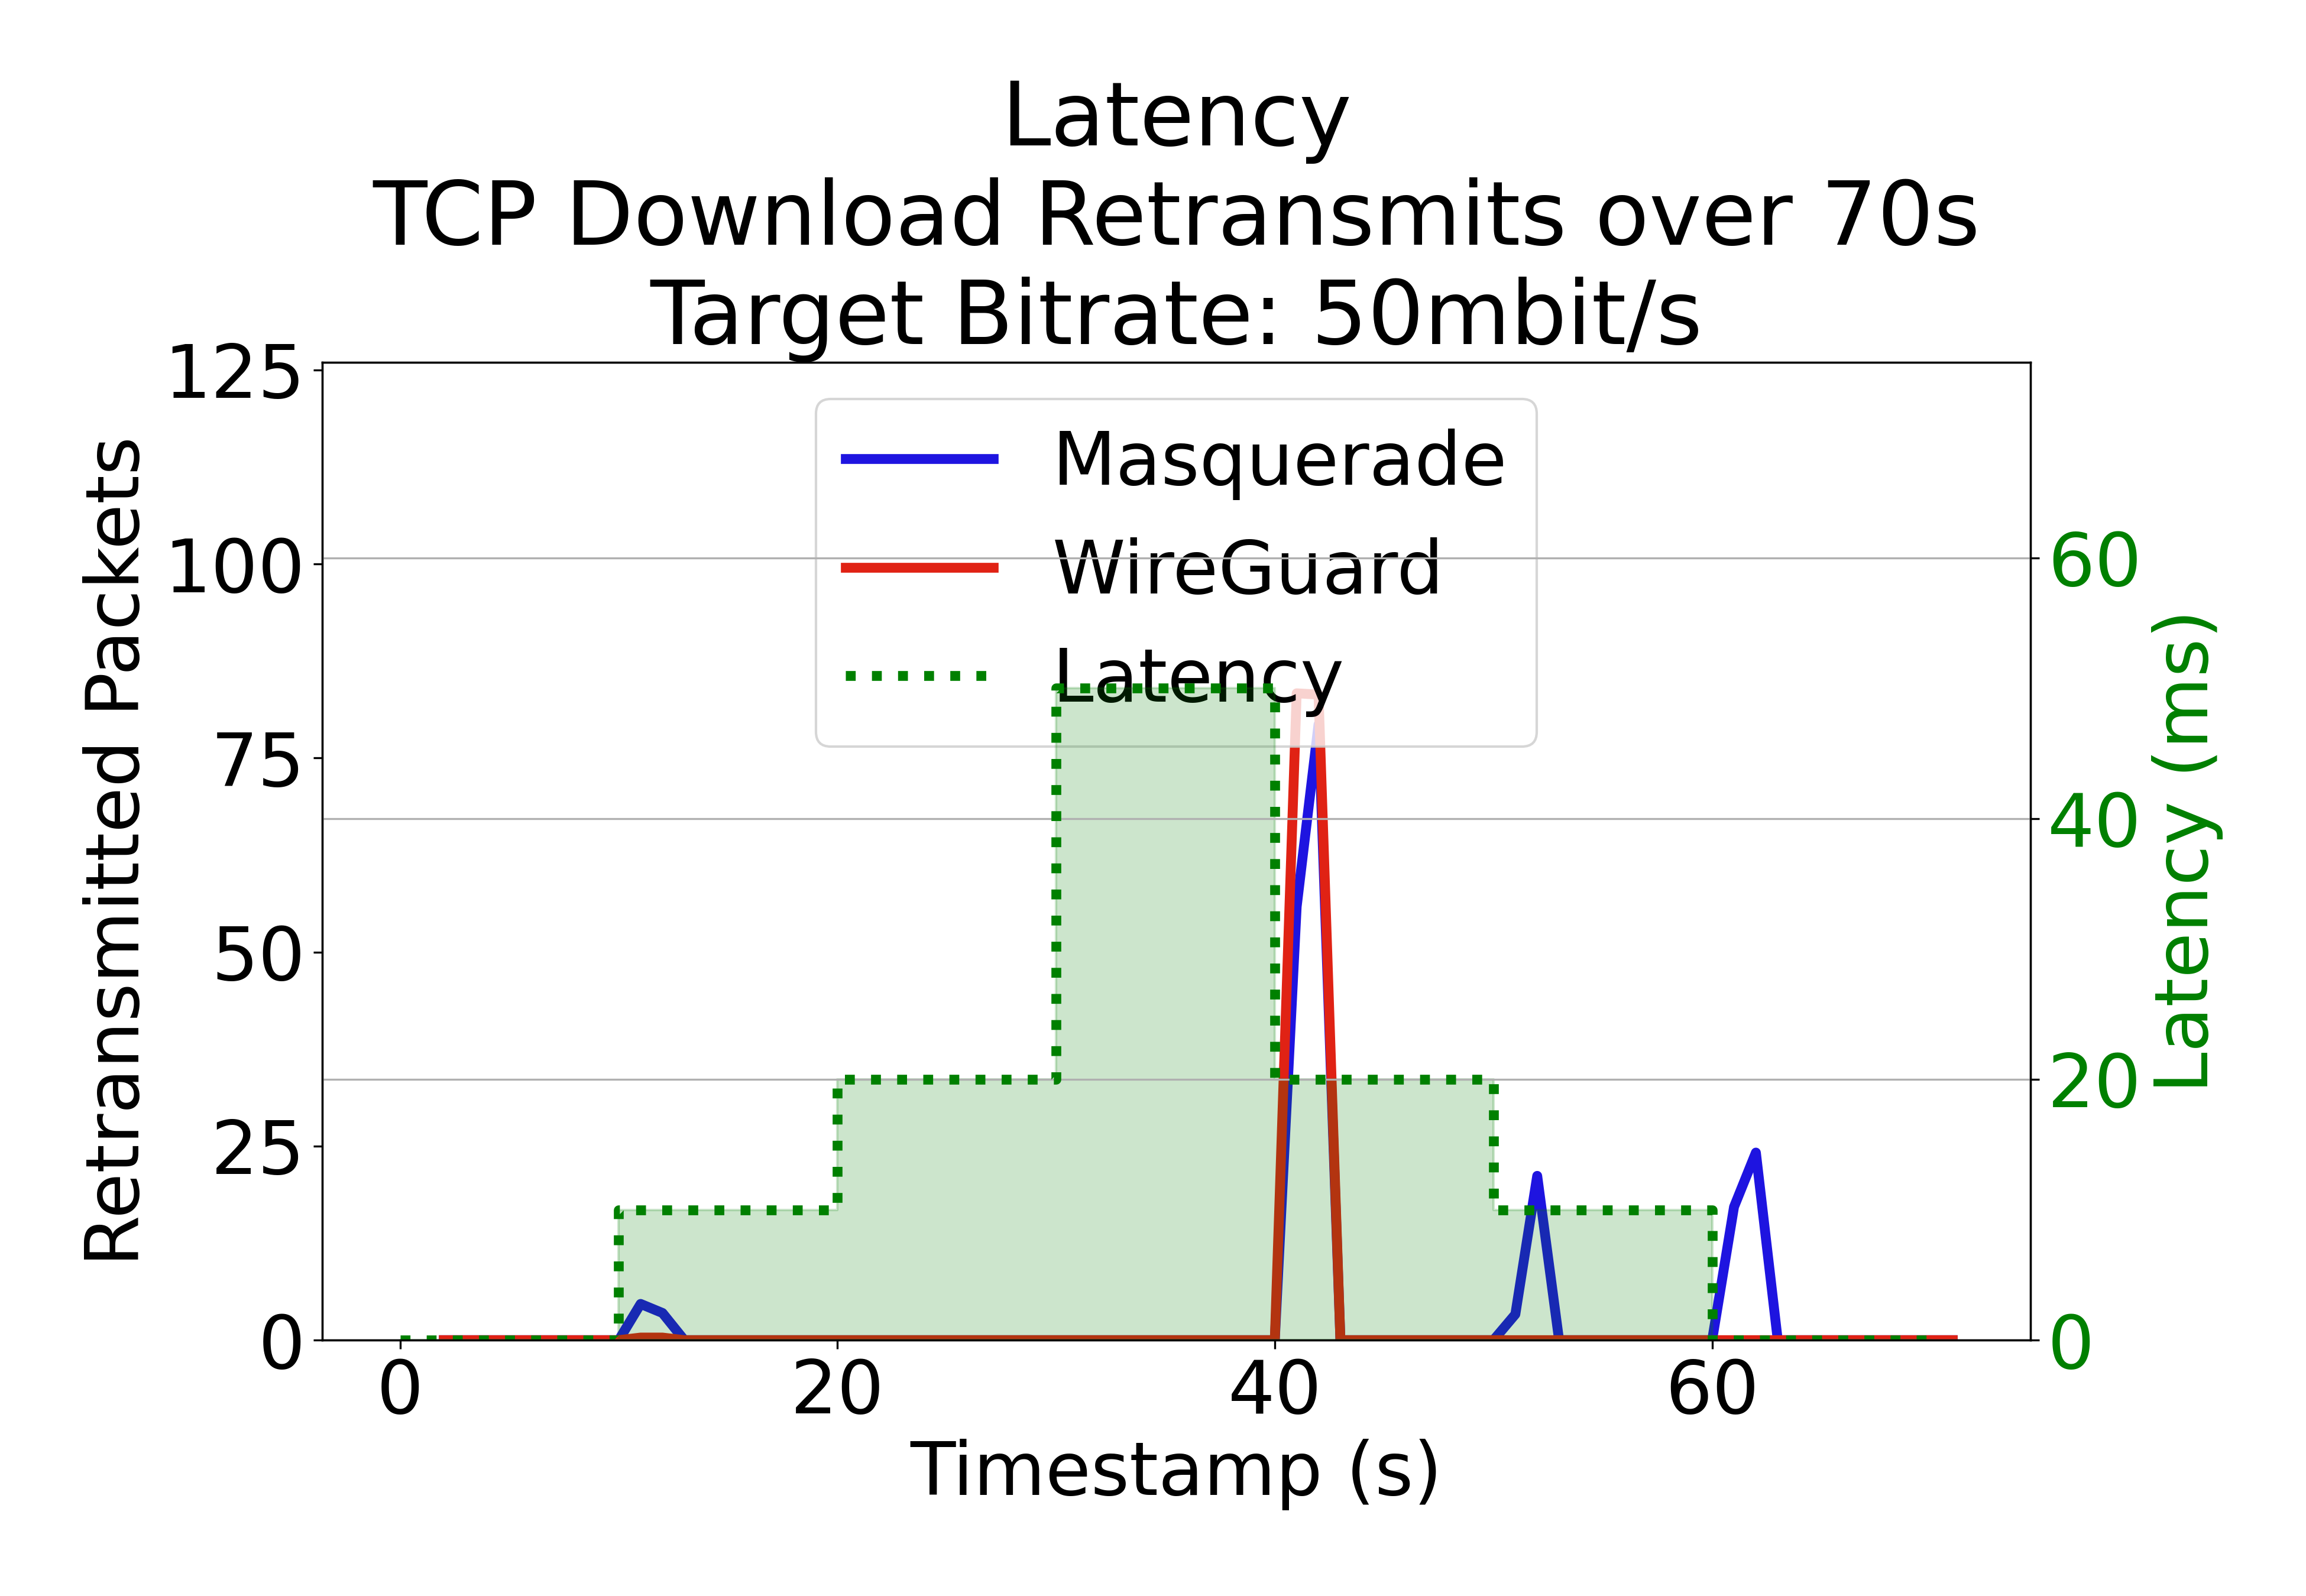 Latency
TCP Download Retransmits over 70s
Target Bitrate: 50mbit/s
125
100
75
50
25
0
Retransmitted Packets
Masquerade
WireGuard
Latency
60
40
20
0
Latency (ms)
0 20 40 60
Timestamp (s)